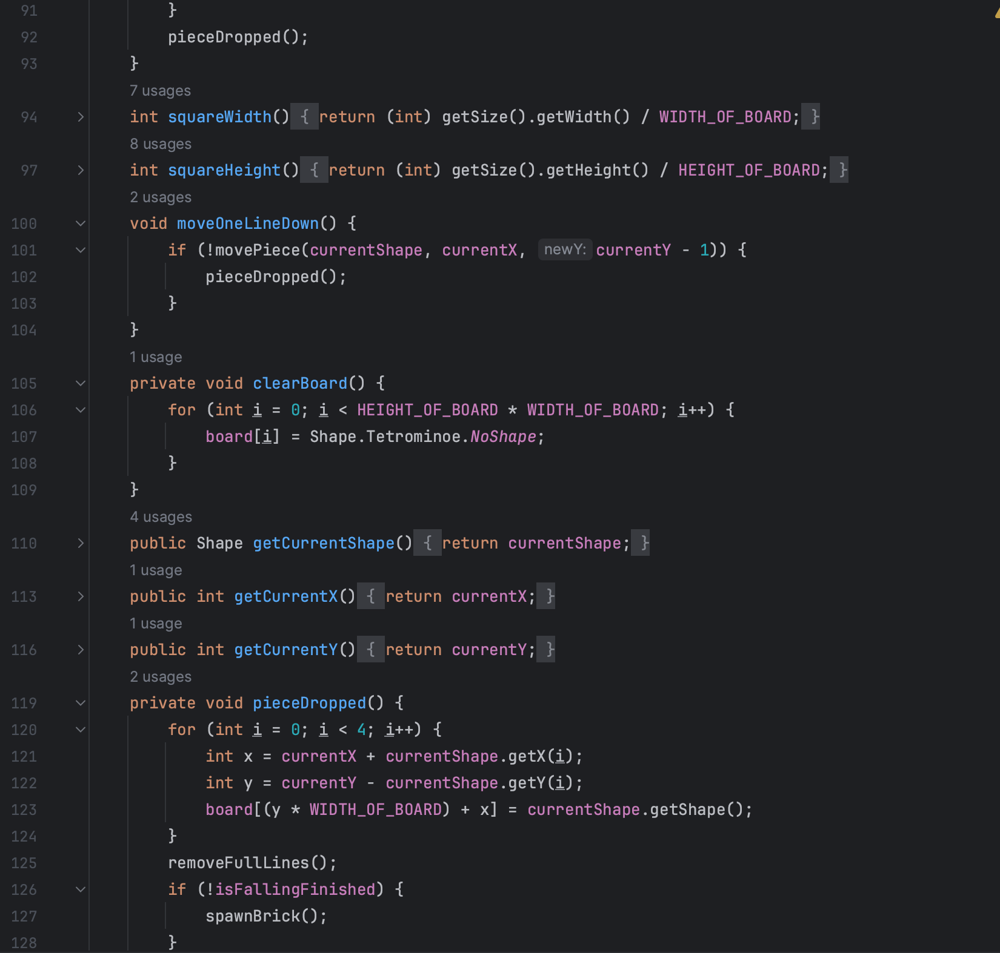 91 }
92 pieceDropped();
93 }
7 usages
94 int squareWidth() { return (int) getSize().getWidth() / WIDTH_OF_BOARD; }
8 usages
97 int squareHeight() { return (int) getSize().getHeight() / HEIGHT_OF_BOARD; }
2 usages
100 void moveOneLineDown() {
101 if (!movePiece(currentShape, currentX, newY: currentY - 1)) {
102 pieceDropped();
103 }
104 }
1 usage
105 private void clearBoard() {
106 for (int i = 0; i < HEIGHT_OF_BOARD * WIDTH_OF_BOARD; i++) {
107 board[i] = Shape.Tetrominoe.NoShape;
108 }
109 }
4 usages
110 public Shape getCurrentShape() { return currentShape; }
1 usage
113 public int getCurrentX() { return currentX; }
1 usage
116 public int getCurrentY() { return currentY; }
2 usages
119 private void pieceDropped() {
120 for (int i = 0; i < 4; i++) {
121 int x = currentX + currentShape.getX(i);
122 int y = currentY - currentShape.getY(i);
123 board[(y * WIDTH_OF_BOARD) + x] = currentShape.getShape();
124 }
125 removeFullLines();
126 if (!isFallingFinished) {
127 spawnBrick();
128 }